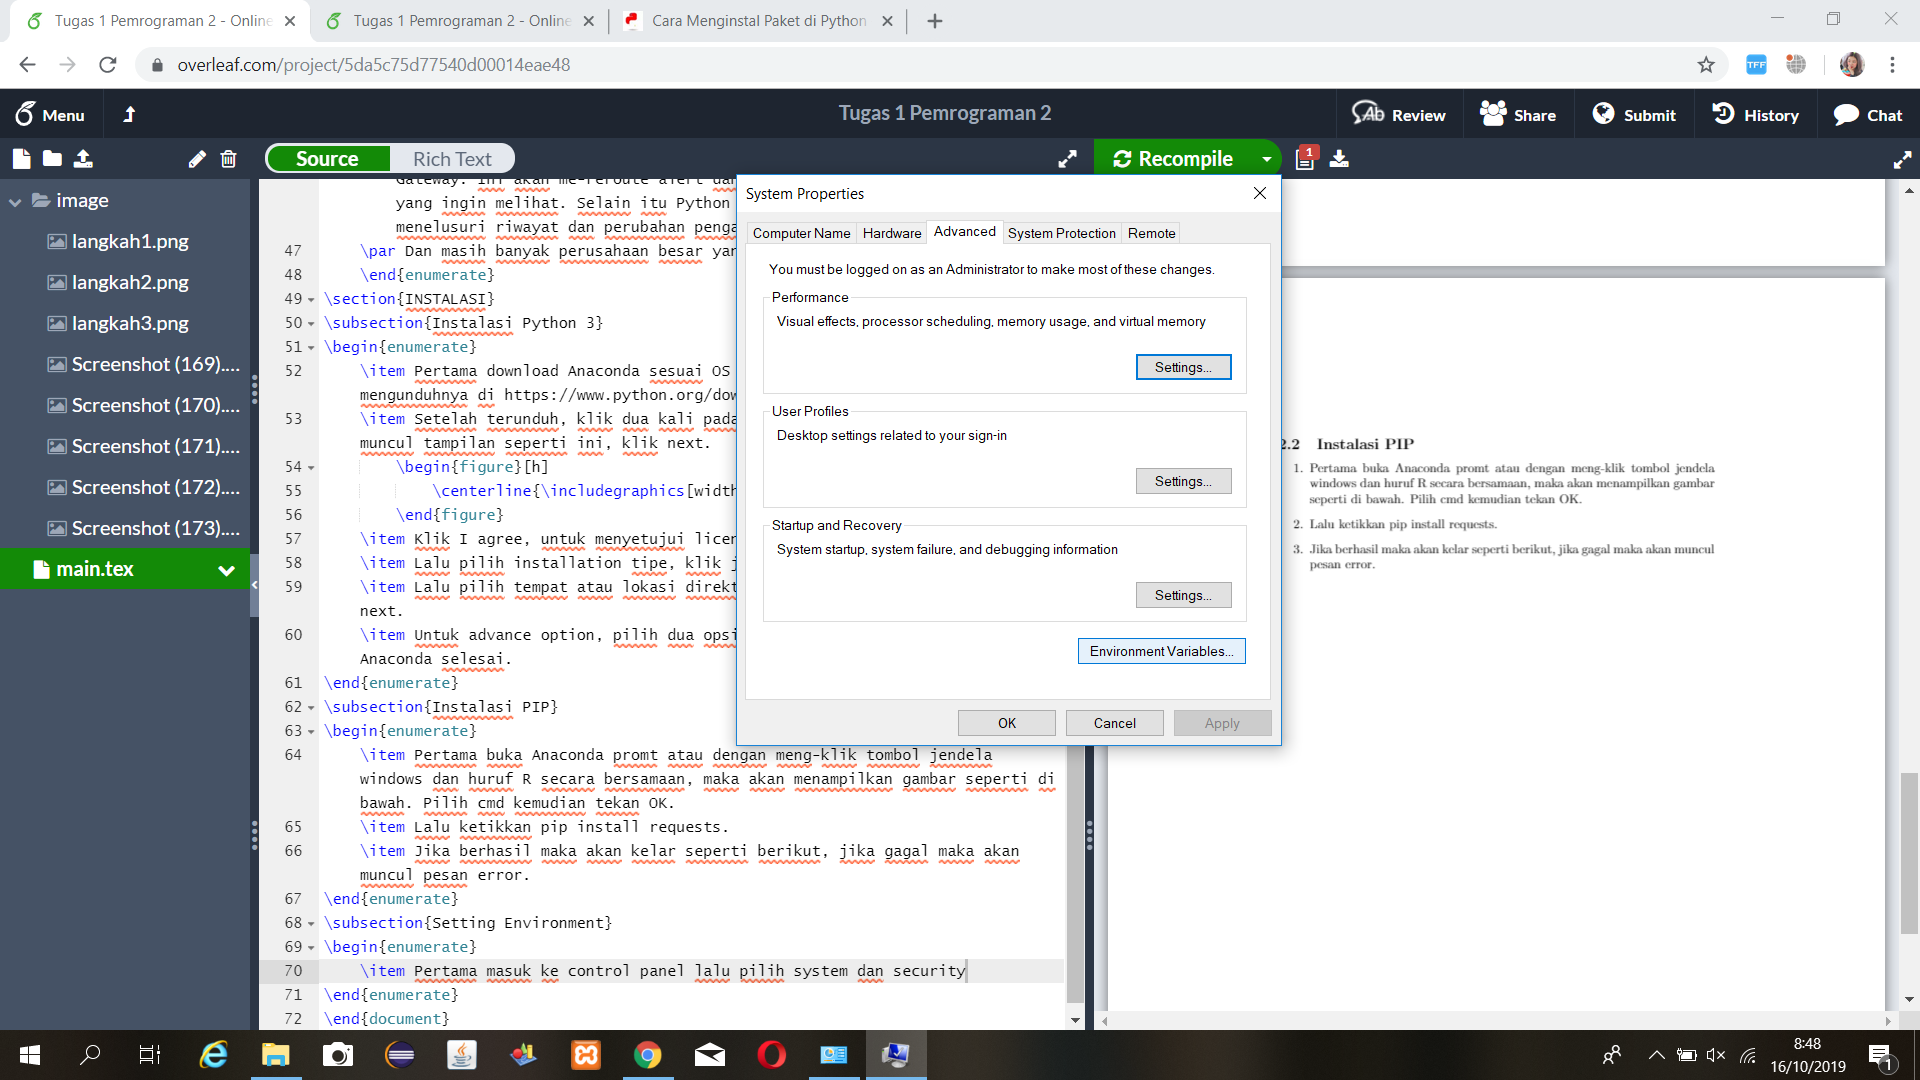 Tugas 1 Pemrograman 2 - Online
Tugas 1 Pemrograman 2 - Online
Cara Menginstal Paket di Python
overleaf.com/project/5da5c75d77540d00014eae48
TFF
Menu
Tugas 1 Pemrograman 2
Review
Share
Submit
History
Chat
Source
Rich Text
Recompile
1
image
langkah1.png
langkah2.png
langkah3.png
Screenshot (169)....
Screenshot (170)....
Screenshot (171)....
Screenshot (172)....
Screenshot (173)....
main.tex
Gateway. Ini akan me-reroute alert dan
yang ingin melihat. Selain itu Python
menelusuri riwayat dan perubahan penga
47 \par Dan masih banyak perusahaan besar yan
48 \end{enumerate}
49 \section{INSTALASI}
50 \subsection{Instalasi Python 3}
51 \begin{enumerate}
52 \item Pertama download Anaconda sesuai OS
mengunduhnya di https://www.python.org/dow
53 \item Setelah terunduh, klik dua kali pada
muncul tampilan seperti ini, klik next.
54 \begin{figure}[h]
55 \centerline{\includegraphics[width
56 \end{figure}
57 \item Klik I agree, untuk menyetujui licen
58 \item Lalu pilih installation tipe, klik j
59 \item Lalu pilih tempat atau lokasi direkt
next.
60 \item Untuk advance option, pilih dua opsi
Anaconda selesai.
61 \end{enumerate}
62 \subsection{Instalasi PIP}
63 \begin{enumerate}
64 \item Pertama buka Anaconda promt atau dengan meng-klik tombol jendela
windows dan huruf R secara bersamaan, maka akan menampilkan gambar seperti di
bawah. Pilih cmd kemudian tekan OK.
65 \item Lalu ketikkan pip install requests.
66 \item Jika berhasil maka akan kelar seperti berikut, jika gagal maka akan
muncul pesan error.
67 \end{enumerate}
68 \subsection{Setting Environment}
69 \begin{enumerate}
70 \item Pertama masuk ke control panel lalu pilih system dan security
71 \end{enumerate}
72 \end{document}
System Properties
Computer Name
Hardware
Advanced
System Protection
Remote
You must be logged on as an Administrator to make most of these changes.
Performance
Visual effects, processor scheduling, memory usage, and virtual memory
Settings...
User Profiles
Desktop settings related to your sign-in
Settings...
Startup and Recovery
System startup, system failure, and debugging information
Settings...
Environment Variables...
OK
Cancel
Apply
2.2 Instalasi PIP
1. Pertama buka Anaconda promt atau dengan meng-klik tombol jendela
windows dan huruf R secara bersamaan, maka akan menampilkan gambar
seperti di bawah. Pilih cmd kemudian tekan OK.
2. Lalu ketikkan pip install requests.
3. Jika berhasil maka akan kelar seperti berikut, jika gagal maka akan muncul
pesan error.
8:48
16/10/2019
1